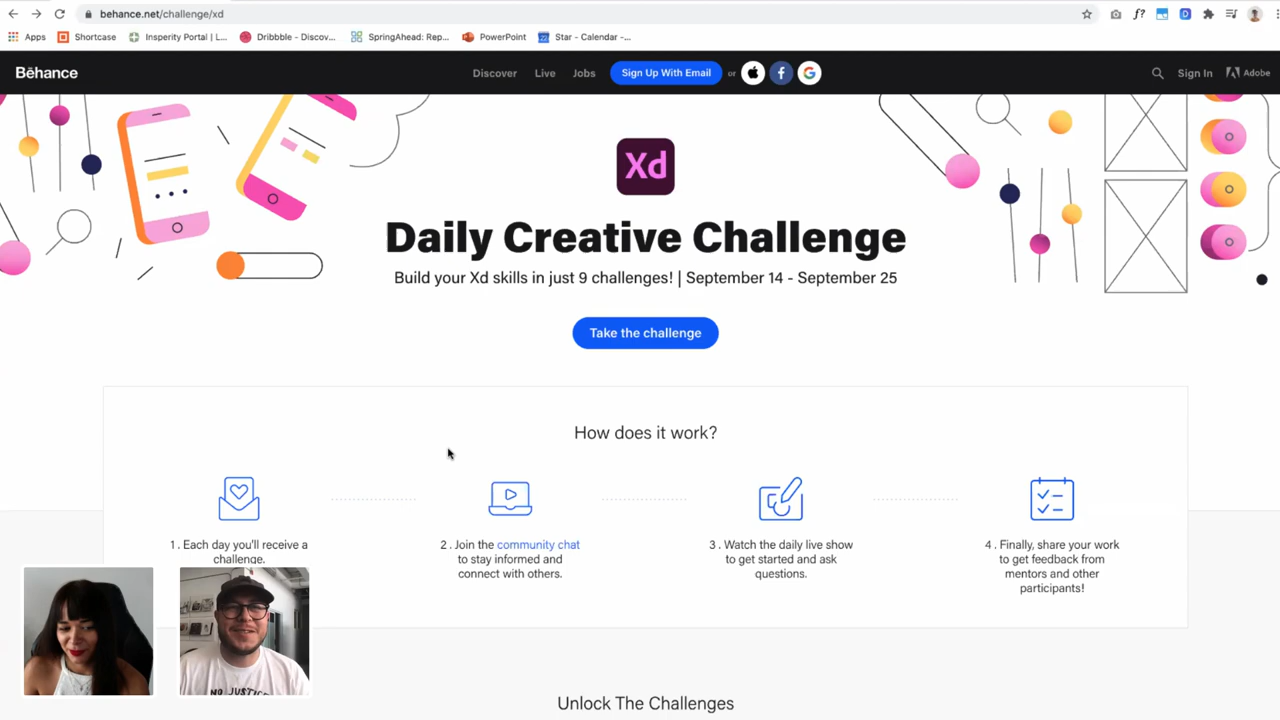 behance.net/challenge/xd
Apps
Shortcase
Insperity Portal | L...
Dribbble - Discov...
SpringAhead: Rep...
PowerPoint
Star - Calendar -...
Bēhance
Discover
Live
Jobs
Sign Up With Email
or
Sign In
Adobe
Xd
Daily Creative Challenge
Build your Xd skills in just 9 challenges! | September 14 - September 25
Take the challenge
How does it work?
1. Each day you'll receive a
challenge.
2. Join the community chat
to stay informed and
connect with others.
3. Watch the daily live show
to get started and ask
questions.
4. Finally, share your work
to get feedback from
mentors and other
participants!
NO JUSTIC
Unlock The Challenges